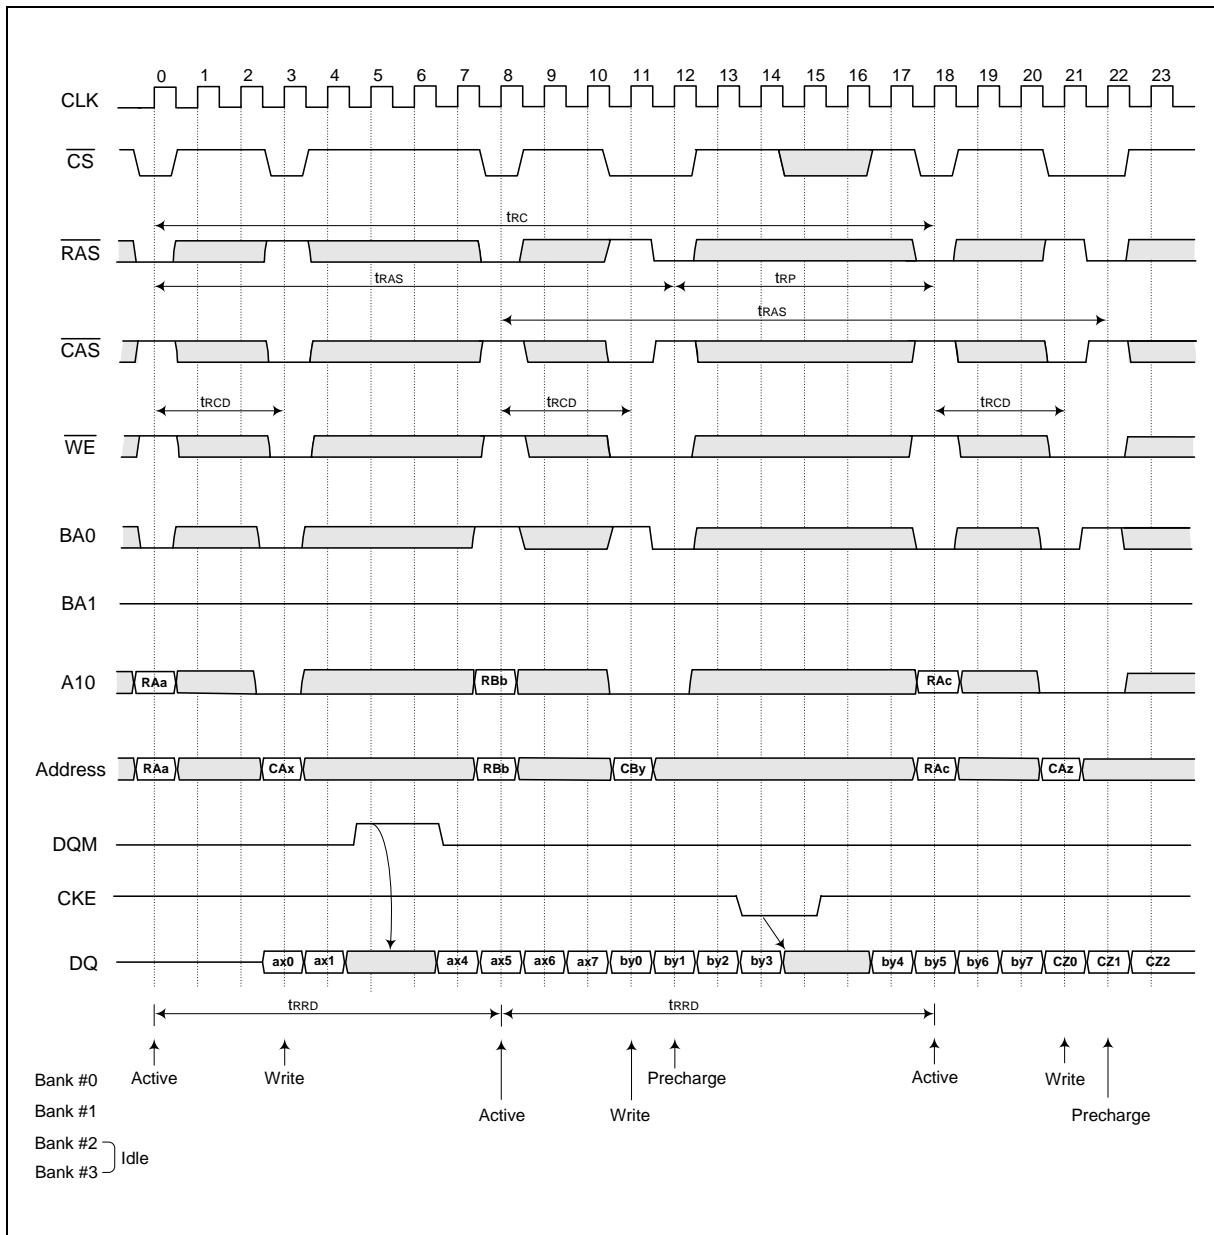 0 1 2 3 4 5 6 7 8 9 10 11 12 13 14 15 16 17 18 19 20 21 22 23
CLK
CS
tRC
RAS
tRAS tRP
tRAS
CAS
tRCD tRCD tRCD
WE
BA0
BA1
A10 RAa RBb RAc
Address RAa CAx RBb CBy RAc CAz
DQM
CKE
DQ ax0 ax1 ax4 ax5 ax6 ax7 by0 by1 by2 by3 by4 by5 by6 by7 CZ0 CZ1 CZ2
tRRD tRRD
Bank #0 Active Write Precharge Active Write
Bank #1 Active Write Precharge
Bank #2
Idle
Bank #3